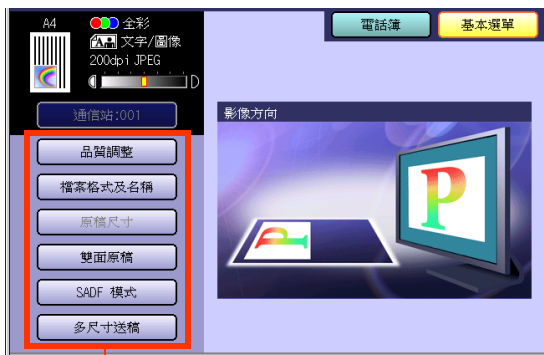 A4 全彩
文字/圖像
200dpi JPEG
D
電話簿
基本選單
通信站:001
品質調整
檔案格式及名稱
原稿尺寸
雙面原稿
SADF 模式
多尺寸送稿
影像方向
P
P